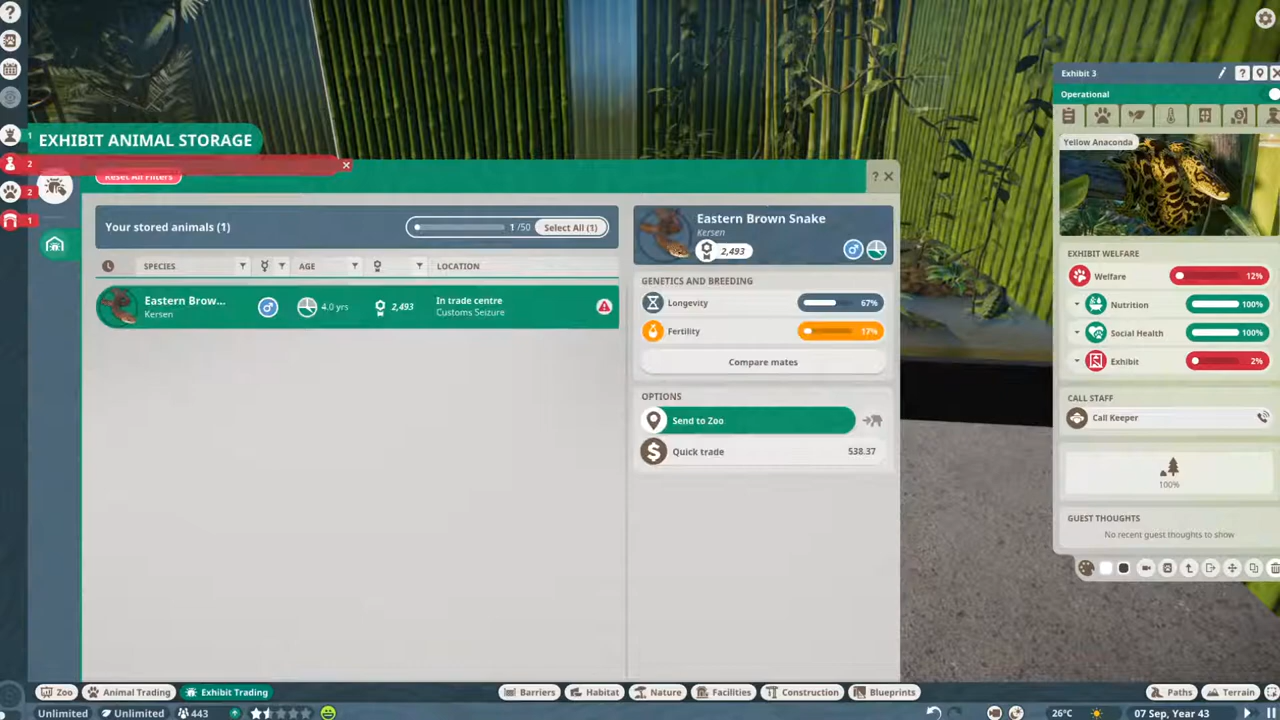 EXHIBIT ANIMAL STORAGE
1
2
2
1
Reset All Filters
?
Your stored animals (1)
1/50
Select All (1)
SPECIES
AGE
LOCATION
Eastern Brow...
Kersen
4.0 yrs
2,493
In trade centre
Customs Seizure
Eastern Brown Snake
Kersen
2,493
GENETICS AND BREEDING
Longevity
67%
Fertility
17%
Compare mates
OPTIONS
Send to Zoo
Quick trade
538.37
Exhibit 3
?
Operational
Yellow Anaconda
EXHIBIT WELFARE
Welfare
12%
Nutrition
100%
Social Health
100%
Exhibit
2%
CALL STAFF
Call Keeper
100%
GUEST THOUGHTS
No recent guest thoughts to show
Zoo
Animal Trading
Exhibit Trading
Barriers
Habitat
Nature
Facilities
Construction
Blueprints
Paths
Terrain
Unlimited
Unlimited
443
26°C
07 Sep, Year 43